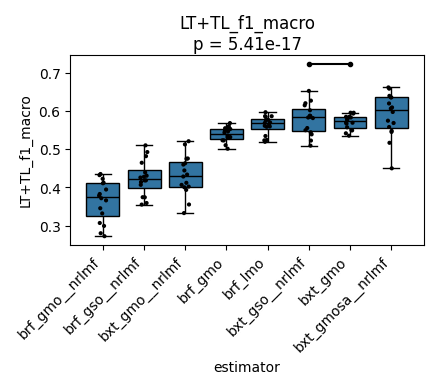 LT+TL_f1_macro
p = 5.41e-17
LT+TL_f1_macro
0.7
0.6
0.5
0.4
0.3
brf_gmo__nrlmf
brf_gso__nrlmf
bxt_gmo__nrlmf
brf_gmo
brf_lmo
bxt_gso__nrlmf
bxt_gmo
bxt_gmosa__nrlmf
estimator